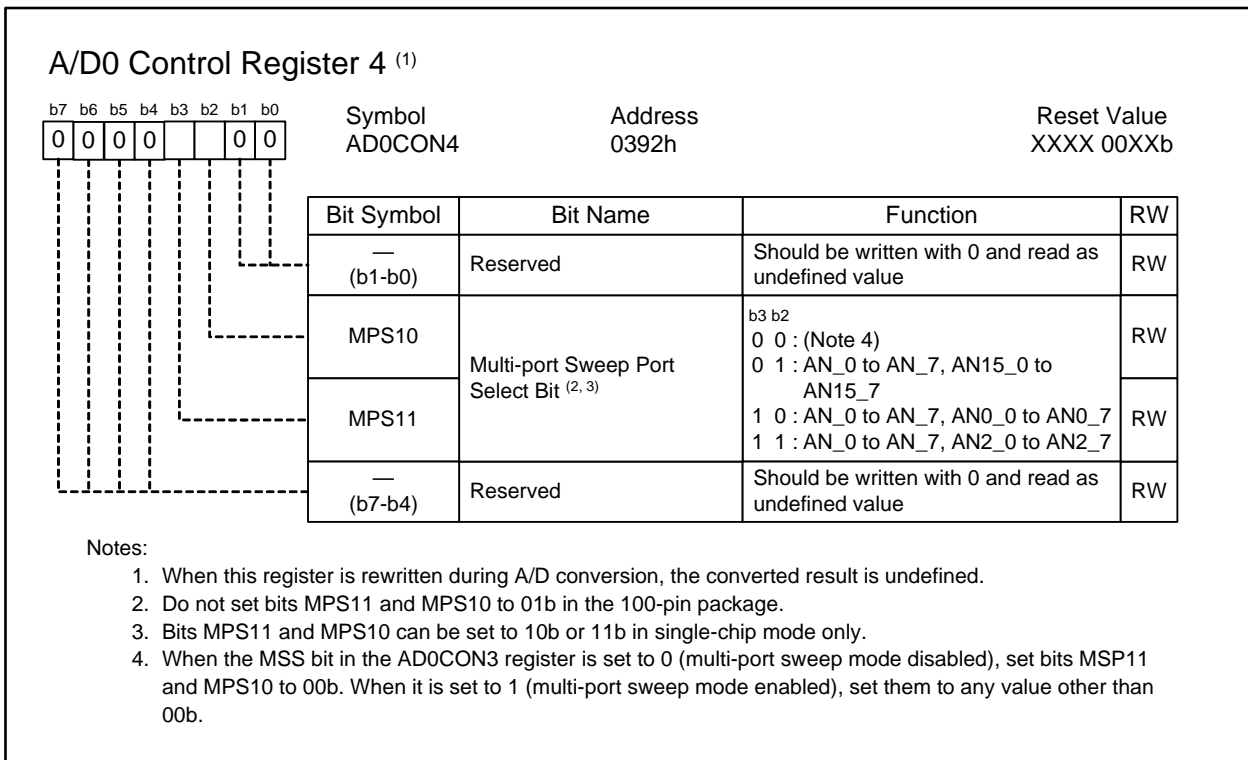 A/D0 Control Register 4 (1)
b7 b6 b5 b4 b3 b2 b1 b0
0 0 0 0 0 0
Symbol Address Reset Value
AD0CON4 0392h XXXX 00XXb
Bit Symbol Bit Name Function RW
—
(b1-b0)
Reserved
Should be written with 0 and read as
undefined value
RW
MPS10
MPS11
Multi-port Sweep Port
Select Bit (2, 3)
b3 b2
0 0 : (Note 4)
0 1 : AN_0 to AN_7, AN15_0 to
AN15_7
1 0 : AN_0 to AN_7, AN0_0 to AN0_7
1 1 : AN_0 to AN_7, AN2_0 to AN2_7
RW
RW
—
(b7-b4)
Reserved
Should be written with 0 and read as
undefined value
RW
Notes:
1. When this register is rewritten during A/D conversion, the converted result is undefined.
2. Do not set bits MPS11 and MPS10 to 01b in the 100-pin package.
3. Bits MPS11 and MPS10 can be set to 10b or 11b in single-chip mode only.
4. When the MSS bit in the AD0CON3 register is set to 0 (multi-port sweep mode disabled), set bits MSP11
and MPS10 to 00b. When it is set to 1 (multi-port sweep mode enabled), set them to any value other than
00b.